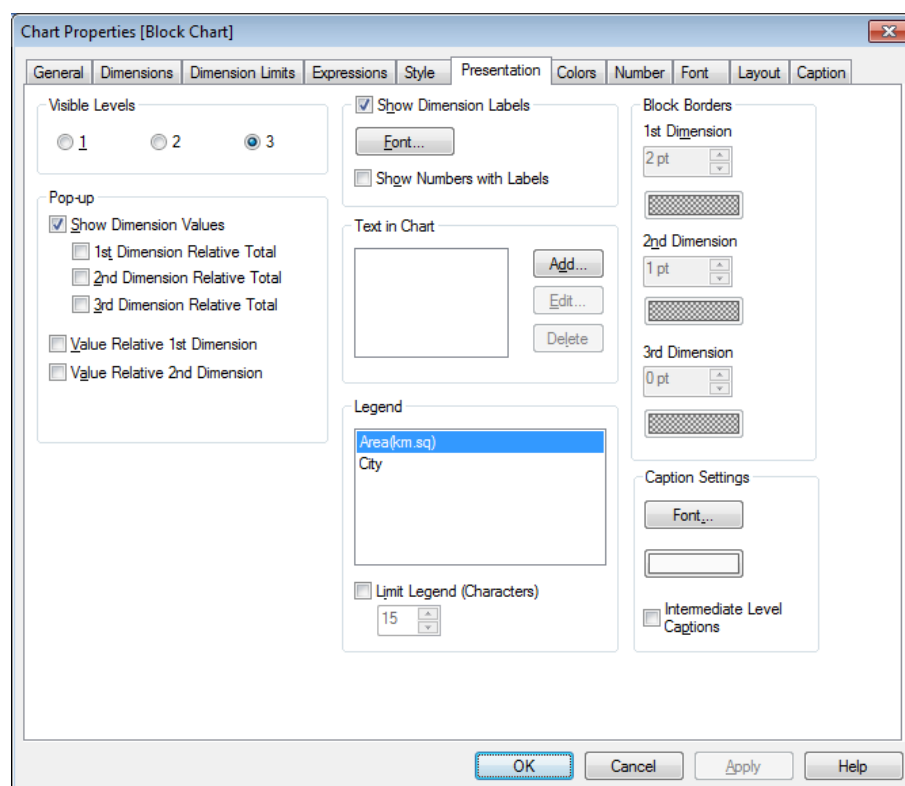 Chart Properties [Block Chart]
General Dimensions Dimension Limits Expressions Style Presentation Colors Number Font Layout Caption
Visible Levels
1 2 3
Pop-up
Show Dimension Values
1st Dimension Relative Total
2nd Dimension Relative Total
3rd Dimension Relative Total
Value Relative 1st Dimension
Value Relative 2nd Dimension
Show Dimension Labels
Font...
Show Numbers with Labels
Text in Chart
Add...
Edit...
Delete
Legend
Area(km.sq)
City
Limit Legend (Characters)
15
Block Borders
1st Dimension
2 pt
2nd Dimension
1 pt
3rd Dimension
0 pt
Caption Settings
Font...
Intermediate Level
Captions
OK Cancel Apply Help